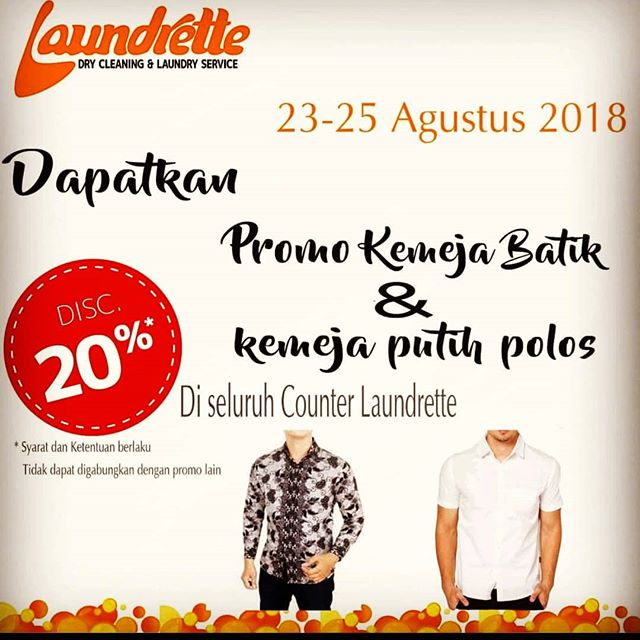 Laundrette
DRY CLEANING & LAUNDRY SERVICE
23-25 Agustus 2018
Dapatkan
Promo Kemeja Batik
&
kemeja putih polos
DISC.
20%*
Di seluruh Counter Laundrette
* Syarat dan Ketentuan berlaku
Tidak dapat digabungkan dengan promo lain